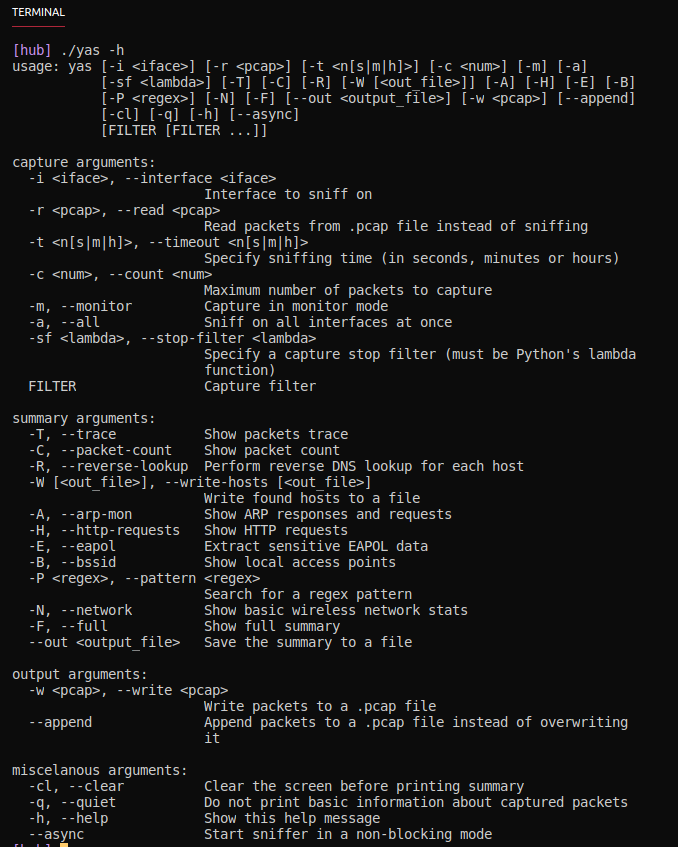 TERMINAL
[hub] ./yas -h
usage: yas [-i <iface>] [-r <pcap>] [-t <n[s|m|h]>] [-c <num>] [-m] [-a]
           [-sf <lambda>] [-T] [-C] [-R] [-W [<out_file>]] [-A] [-H] [-E] [-B]
           [-P <regex>] [-N] [-F] [--out <output_file>] [-w <pcap>] [--append]
           [-cl] [-q] [-h] [--async]
           [FILTER [FILTER ...]]

capture arguments:
  -i <iface>, --interface <iface>
                        Interface to sniff on
  -r <pcap>, --read <pcap>
                        Read packets from .pcap file instead of sniffing
  -t <n[s|m|h]>, --timeout <n[s|m|h]>
                        Specify sniffing time (in seconds, minutes or hours)
  -c <num>, --count <num>
                        Maximum number of packets to capture
  -m, --monitor         Capture in monitor mode
  -a, --all             Sniff on all interfaces at once
  -sf <lambda>, --stop-filter <lambda>
                        Specify a capture stop filter (must be Python's lambda
                        function)
  FILTER                Capture filter

summary arguments:
  -T, --trace           Show packets trace
  -C, --packet-count    Show packet count
  -R, --reverse-lookup  Perform reverse DNS lookup for each host
  -W [<out_file>], --write-hosts [<out_file>]
                        Write found hosts to a file
  -A, --arp-mon         Show ARP responses and requests
  -H, --http-requests   Show HTTP requests
  -E, --eapol           Extract sensitive EAPOL data
  -B, --bssid           Show local access points
  -P <regex>, --pattern <regex>
                        Search for a regex pattern
  -N, --network         Show basic wireless network stats
  -F, --full            Show full summary
  --out <output_file>   Save the summary to a file

output arguments:
  -w <pcap>, --write <pcap>
                        Write packets to a .pcap file
  --append              Append packets to a .pcap file instead of overwriting
                        it

miscelanous arguments:
  -cl, --clear          Clear the screen before printing summary
  -q, --quiet           Do not print basic information about captured packets
  -h, --help            Show this help message
  --async               Start sniffer in a non-blocking mode
[hub]